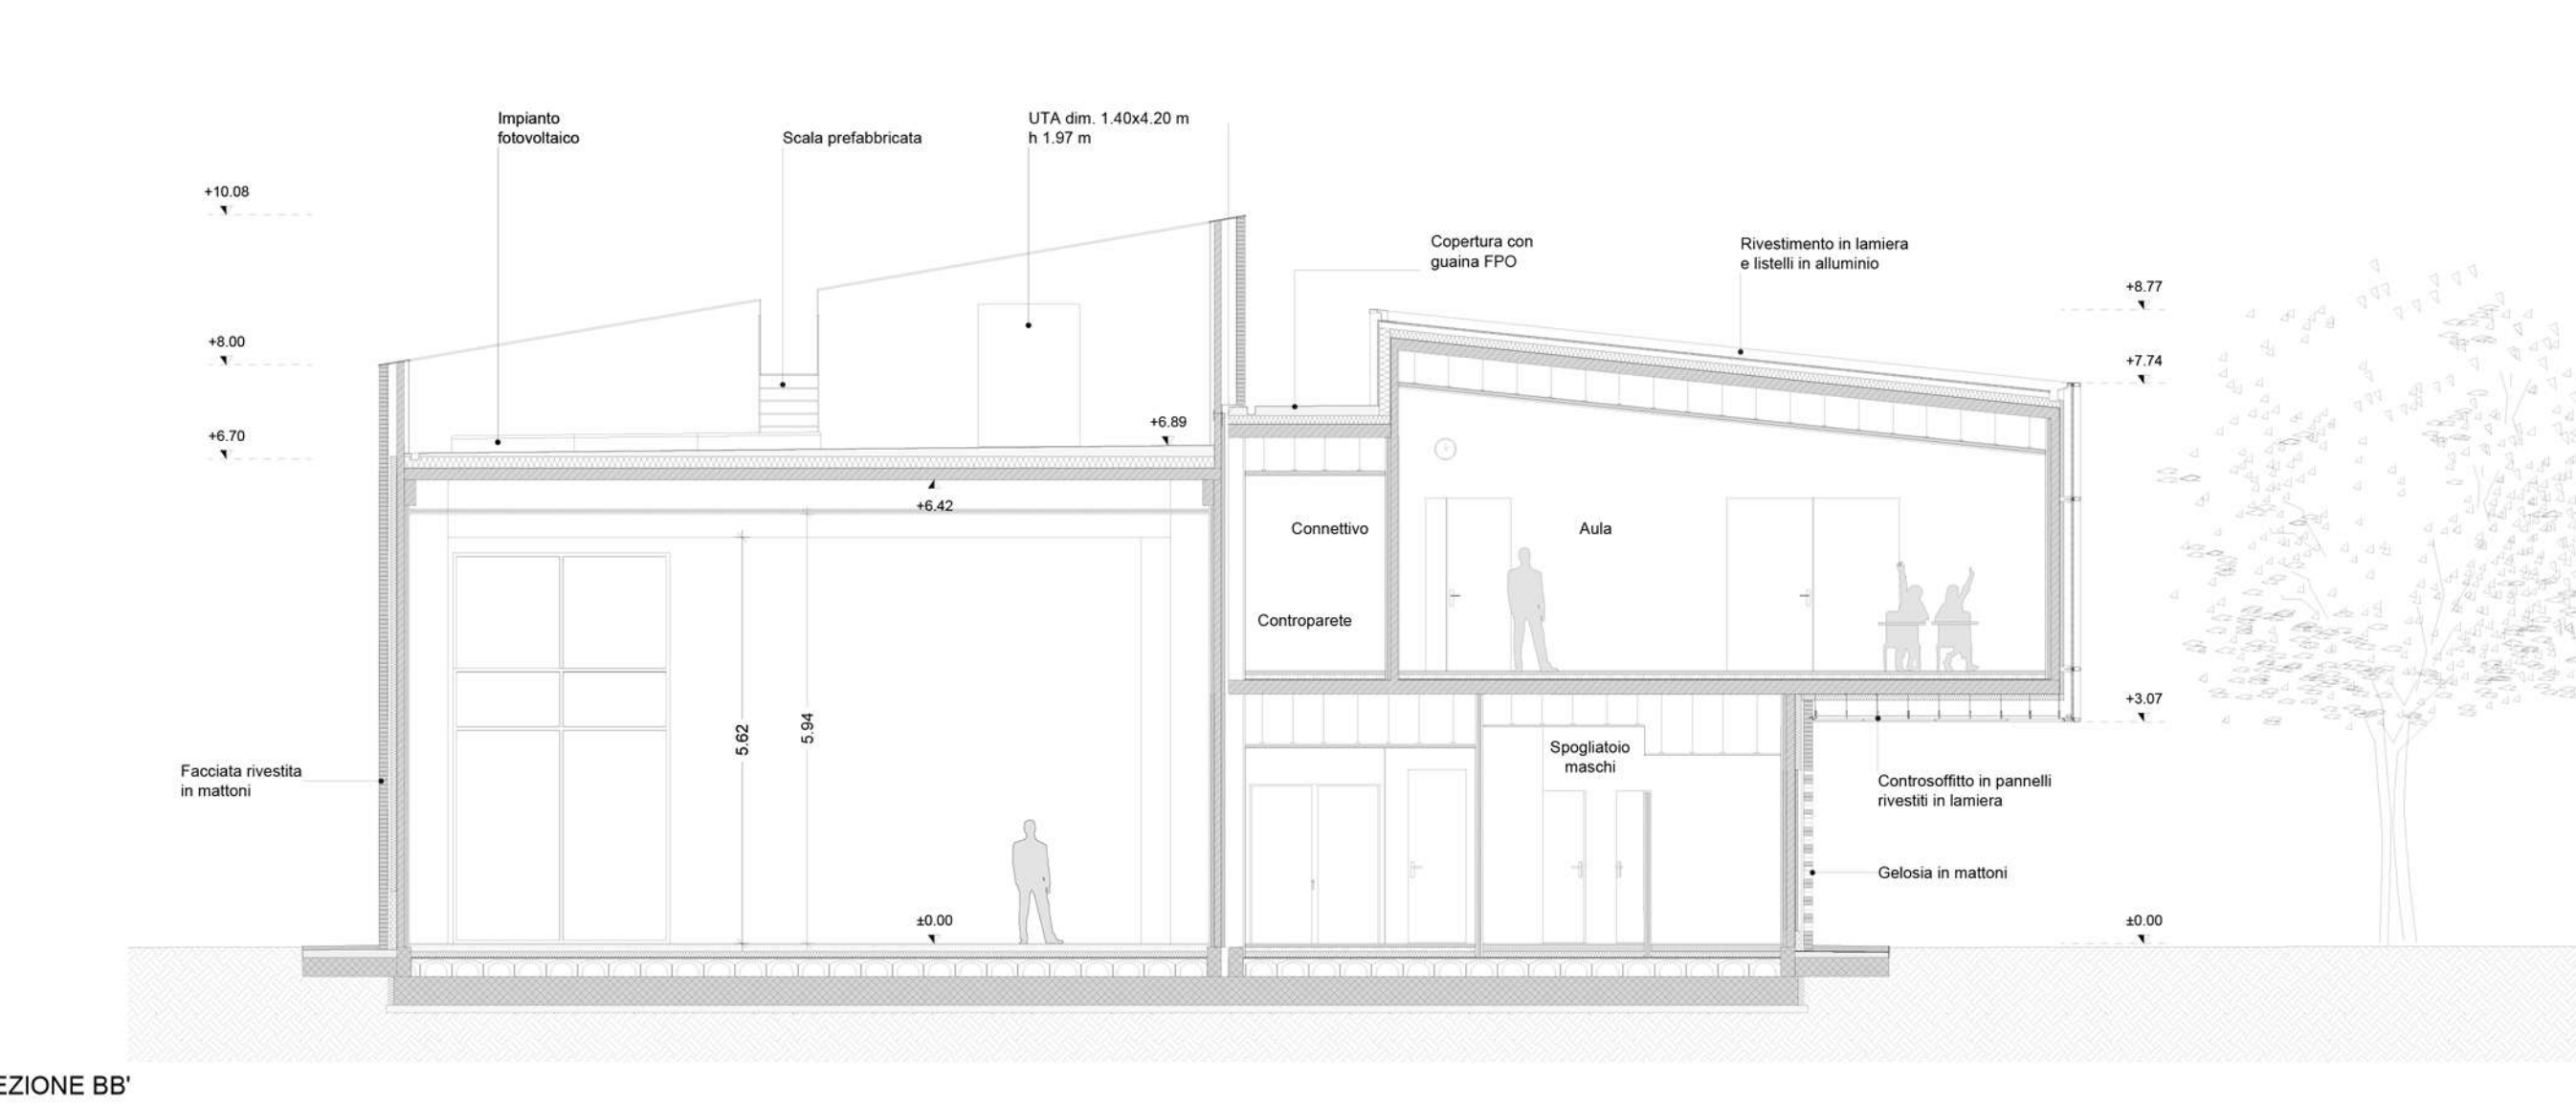 Impianto
fotovoltaico
Scala prefabbricata
UTA dim. 1.40x4.20 m
h 1.97 m
+10.08
Copertura con
guaina FPO
Rivestimento in lamiera
e listelli in alluminio
+8.77
+8.00
+7.74
+6.70
+6.89
+6.42
Connettivo
Aula
Controparete
+3.07
5.62
5.94
Spogliatoio
maschi
Facciata rivestita
in mattoni
Controsoffitto in pannelli
rivestiti in lamiera
Gelosia in mattoni
±0.00
±0.00
EZIONE BB'